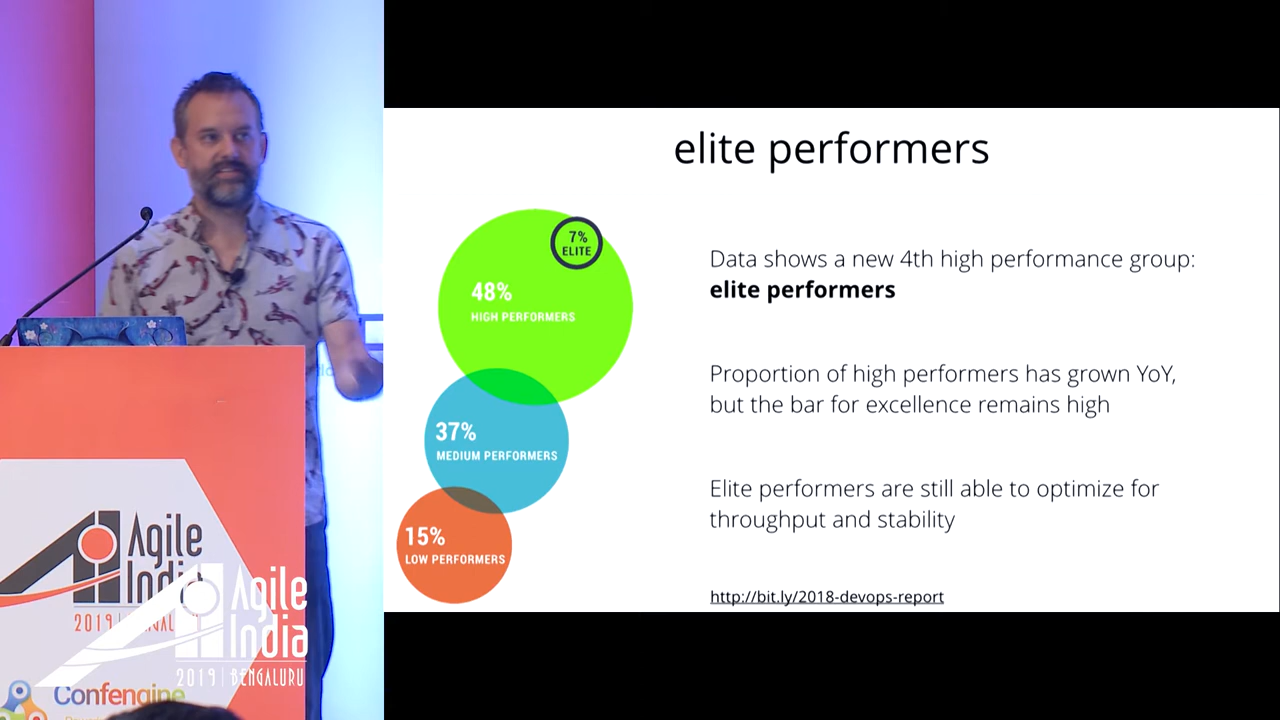 elite performers
7%
ELITE
48%
HIGH PERFORMERS
37%
MEDIUM PERFORMERS
15%
LOW PERFORMERS
Data shows a new 4th high performance group:
elite performers
Proportion of high performers has grown YoY,
but the bar for excellence remains high
Elite performers are still able to optimize for
throughput and stability
http://bit.ly/2018-devops-report
Agile
India
2019
Agile
India
2019 | BENGALURU
Confengine